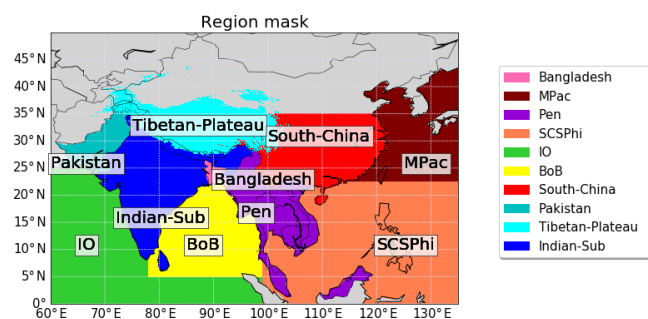 Region mask
45°N
40°N
35°N
30°N
25°N
20°N
15°N
10°N
5°N
0°
60°E 70°E 80°E 90°E 100°E 110°E 120°E 130°E
Tibetan-Plateau
South-China
Pakistan
MPac
Bangladesh
Indian-Sub
Pen
IO
BoB
SCSPhi
Bangladesh
MPac
Pen
SCSPhi
IO
BoB
South-China
Pakistan
Tibetan-Plateau
Indian-Sub